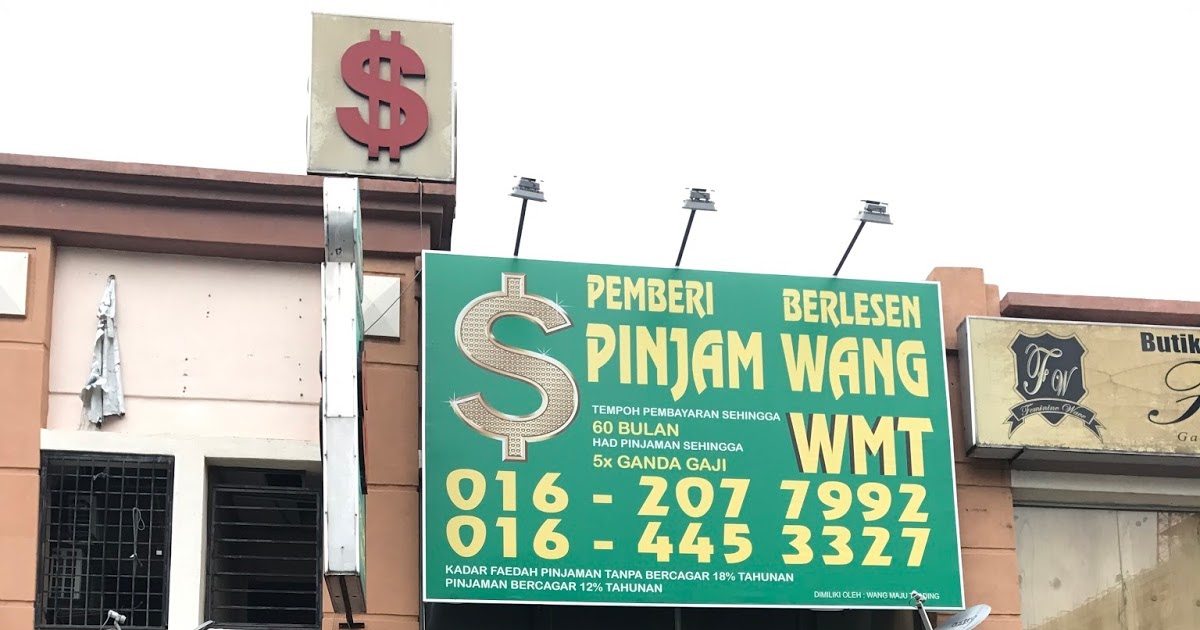 $
PEMBERI BERLESEN
$ PINJAM WANG
TEMPOH PEMBAYARAN SEHINGGA
60 BULAN
HAD PINJAMAN SEHINGGA
5x GANDA GAJI
WMT
016 - 207 7992
016 - 445 3327
KADAR FAEDAH PINJAMAN TANPA BERCAGAR 18% TAHUNAN
PINJAMAN BERCAGAR 12% TAHUNAN
DIMILIKI OLEH : WANG MAJU
Butik
FW